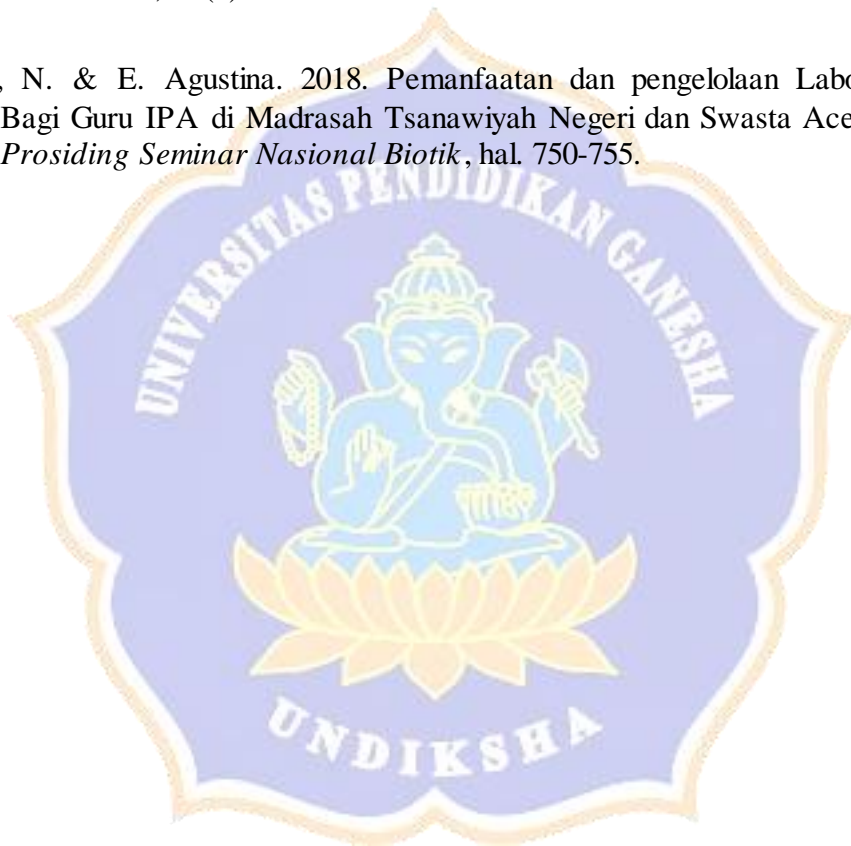 , N. & E. Agustina. 2018. Pemanfaatan dan pengelolaan Labo
Bagi Guru IPA di Madrasah Tsanawiyah Negeri dan Swasta Ace
Prosiding Seminar Nasional Biotik, hal. 750-755.
UNIVERSITAS PENDIDIKAN GANESHA
UNDIKSHA